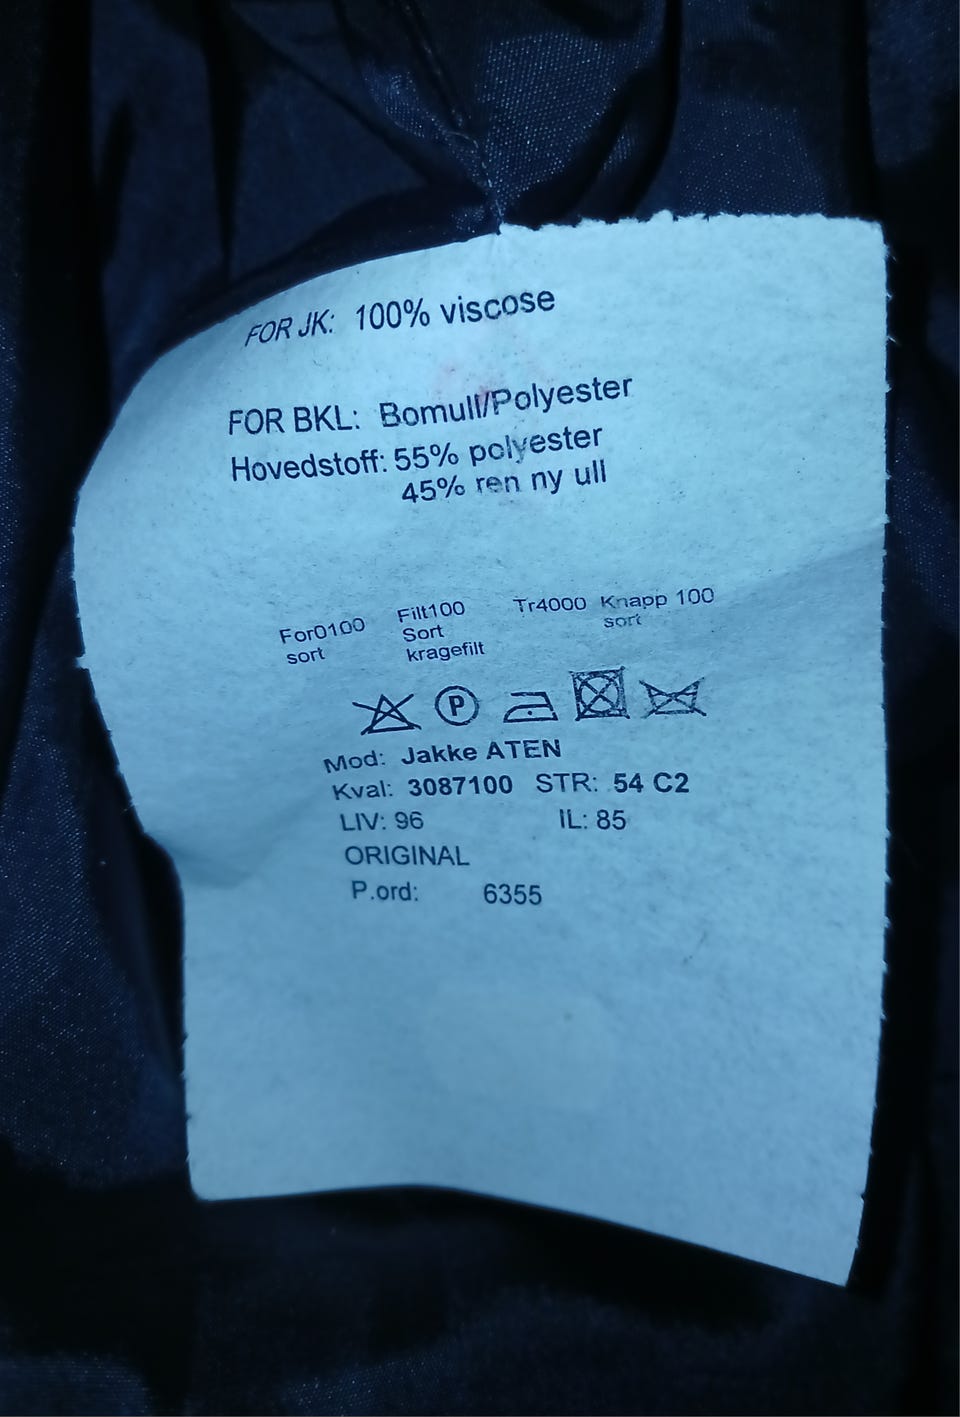 FOR JK: 100% viscose
FOR BKL: Bomull/Polyester
Hovedstoff: 55% polyester
45% ren ny ull
For0100 Filt100 Tr4000 Knapp 100
sort Sort sort
kragefilt
P
Mod: Jakke ATEN
Kval: 3087100 STR: 54 C2
LIV: 96 IL: 85
ORIGINAL
P.ord: 6355